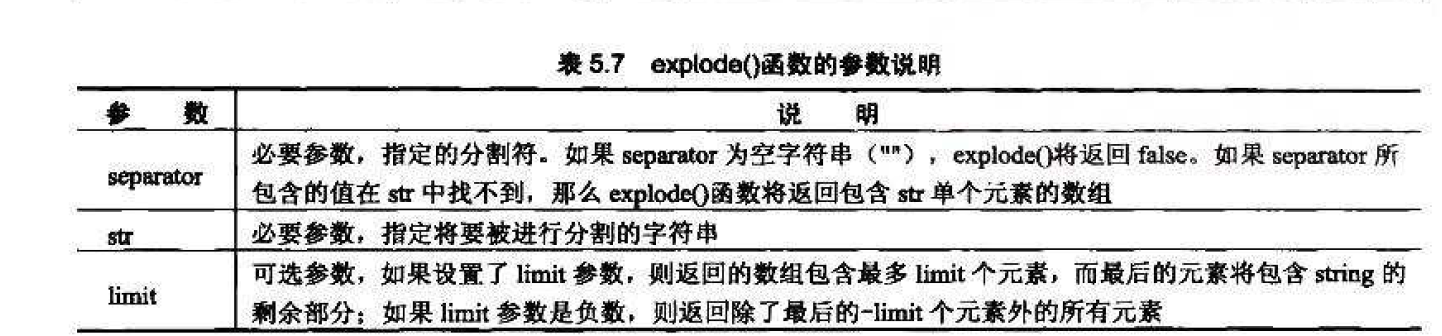 表 5.7 explode()函数的参数说明
参 数 说 明
separator 必要参数，指定的分割符。如果 separator 为空字符串（""），explode()将返回 false。如果 separator 所
包含的值在 str 中找不到，那么 explode()函数将返回包含 str 单个元素的数组
str 必要参数，指定将要被进行分割的字符串
limit 可选参数，如果设置了 limit 参数，则返回的数组包含最多 limit 个元素，而最后的元素将包含 string 的
剩余部分；如果 limit 参数是负数，则返回除了最后的-limit 个元素外的所有元素